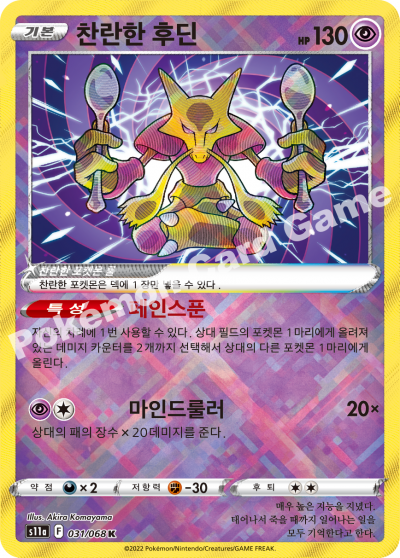 기본 찬란한 후딘 HP 130
찬란한 포켓몬 룰
찬란한 포켓몬은 덱에 1장만 넣을 수 있다.
Pokémon Card Game
특성 페인스푼
자신의 차례에 1번 사용할 수 있다. 상대 필드의 포켓몬 1마리에게 올려져
있는 데미지 카운터를 2개까지 선택해서 상대의 다른 포켓몬 1마리에게
올린다.
마인드룰러 20×
상대의 패의 장수 × 20데미지를 준다.
약점 ×2 저항력 -30 후퇴
Illus. Akira Komayama
s11a F 031/068 K
매우 높은 지능을 지녔다.
태어나서 죽을 때까지 일어나는 일을
모두 기억한다고 한다.
©2022 Pokémon/Nintendo/Creatures/GAME FREAK.